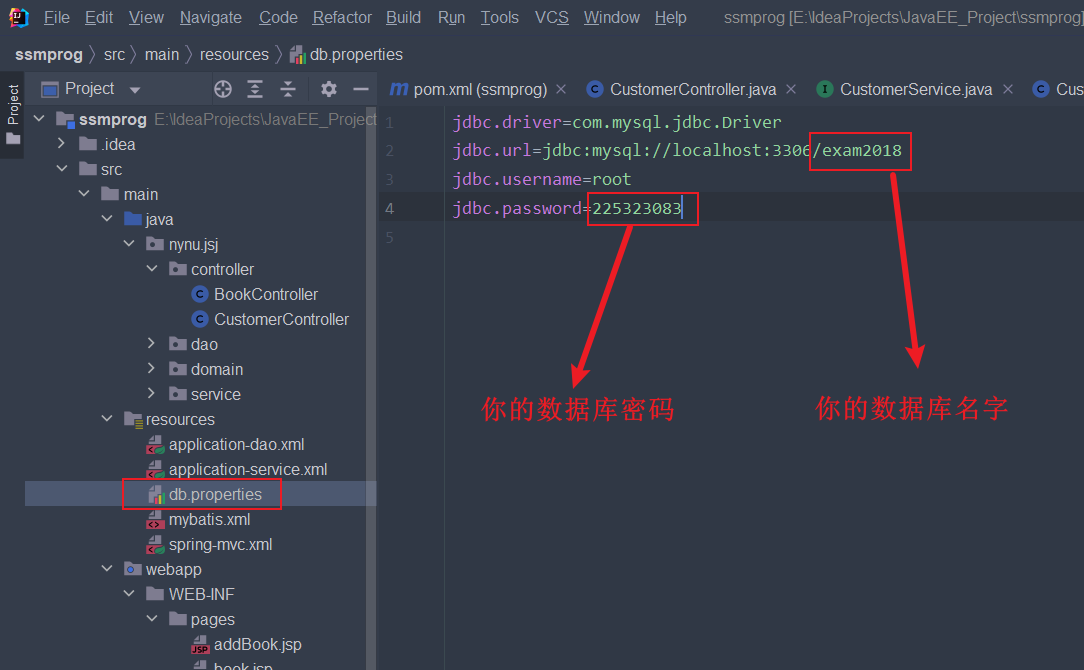 File Edit View Navigate Code Refactor Build Run Tools VCS Window Help ssmprog [E:\IdeaProjects\JavaEE_Project\ssmprog]
ssmprog src main resources db.properties
Project
Project
pom.xml (ssmprog) CustomerController.java CustomerService.java Cus
ssmprog E:\IdeaProjects\JavaEE_Project
.idea
src
main
java
nynu.jsj
controller
BookController
CustomerController
dao
domain
service
resources
application-dao.xml
application-service.xml
db.properties
mybatis.xml
spring-mvc.xml
webapp
WEB-INF
pages
addBook.jsp
book.jsp
1 jdbc.driver=com.mysql.jdbc.Driver
2 jdbc.url=jdbc:mysql://localhost:3306/exam2018
3 jdbc.username=root
4 jdbc.password=225323083
5
你的数据库密码
你的数据库名字